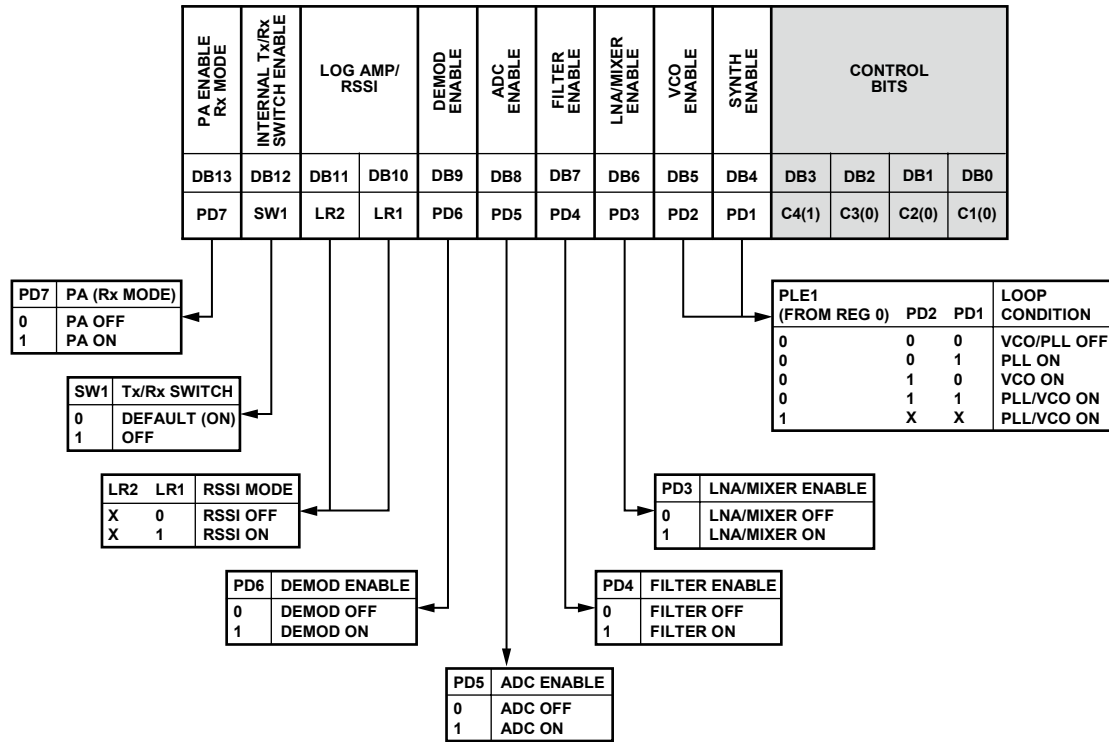 PA ENABLE
Rx MODE
INTERNAL Tx/Rx
SWITCH ENABLE
LOG AMP/
RSSI
DEMOD
ENABLE
ADC
ENABLE
FILTER
ENABLE
LNA/MIXER
ENABLE
VCO
ENABLE
SYNTH
ENABLE
CONTROL
BITS
DB13 DB12 DB11 DB10 DB9 DB8 DB7 DB6 DB5 DB4 DB3 DB2 DB1 DB0
PD7 SW1 LR2 LR1 PD6 PD5 PD4 PD3 PD2 PD1 C4(1) C3(0) C2(0) C1(0)
PD7 PA (Rx MODE)
0 PA OFF
1 PA ON
PLE1
(FROM REG 0) PD2 PD1 LOOP
CONDITION
0 0 0 VCO/PLL OFF
0 0 1 PLL ON
0 1 0 VCO ON
0 1 1 PLL/VCO ON
1 X X PLL/VCO ON
SW1 Tx/Rx SWITCH
0 DEFAULT (ON)
1 OFF
LR2 LR1 RSSI MODE
X 0 RSSI OFF
X 1 RSSI ON
PD3 LNA/MIXER ENABLE
0 LNA/MIXER OFF
1 LNA/MIXER ON
PD6 DEMOD ENABLE
0 DEMOD OFF
1 DEMOD ON
PD4 FILTER ENABLE
0 FILTER OFF
1 FILTER ON
PD5 ADC ENABLE
0 ADC OFF
1 ADC ON